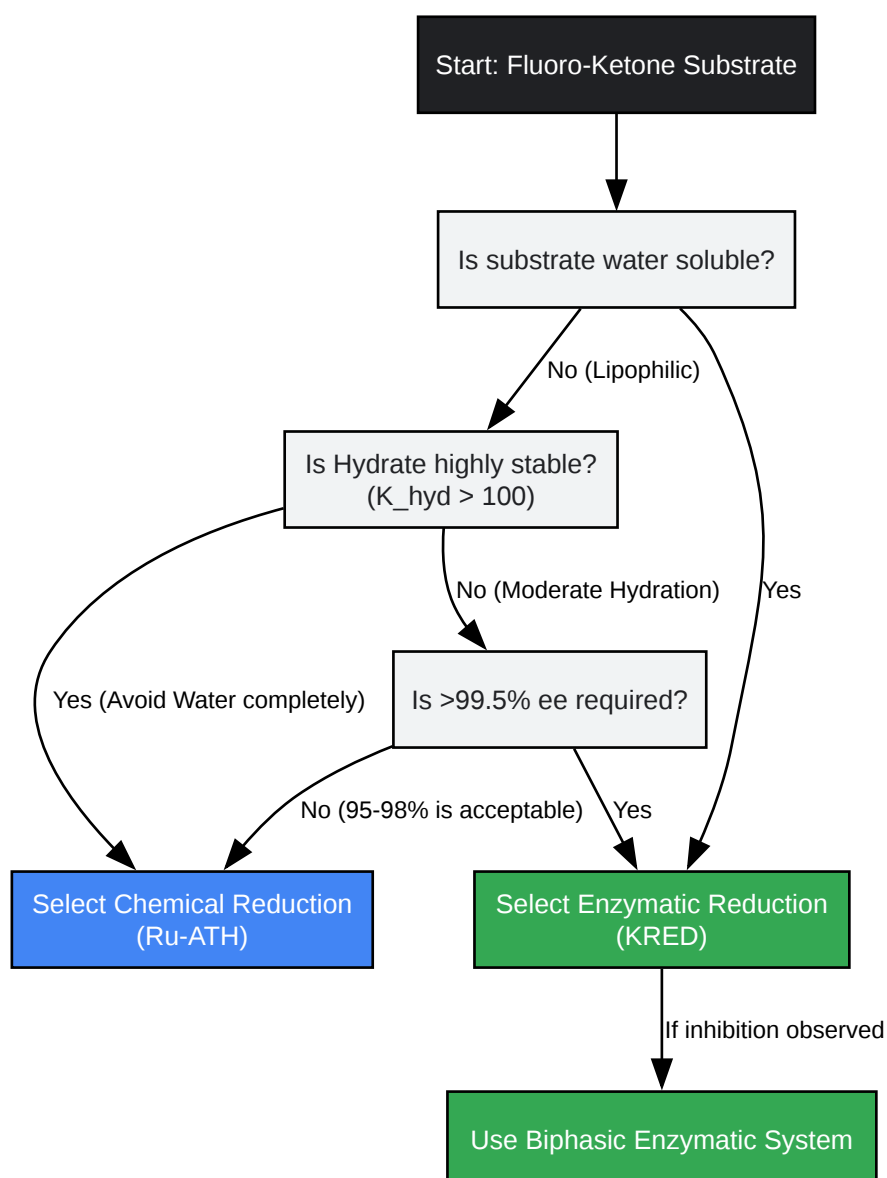 Start: Fluoro-Ketone Substrate
Is substrate water soluble?
No (Lipophilic)
Is Hydrate highly stable?
(K_hyd > 100)
No (Moderate Hydration)
Yes
Is >99.5% ee required?
Yes (Avoid Water completely)
No (95-98% is acceptable)
Yes
Select Chemical Reduction
(Ru-ATH)
Select Enzymatic Reduction
(KRED)
If inhibition observed
Use Biphasic Enzymatic System